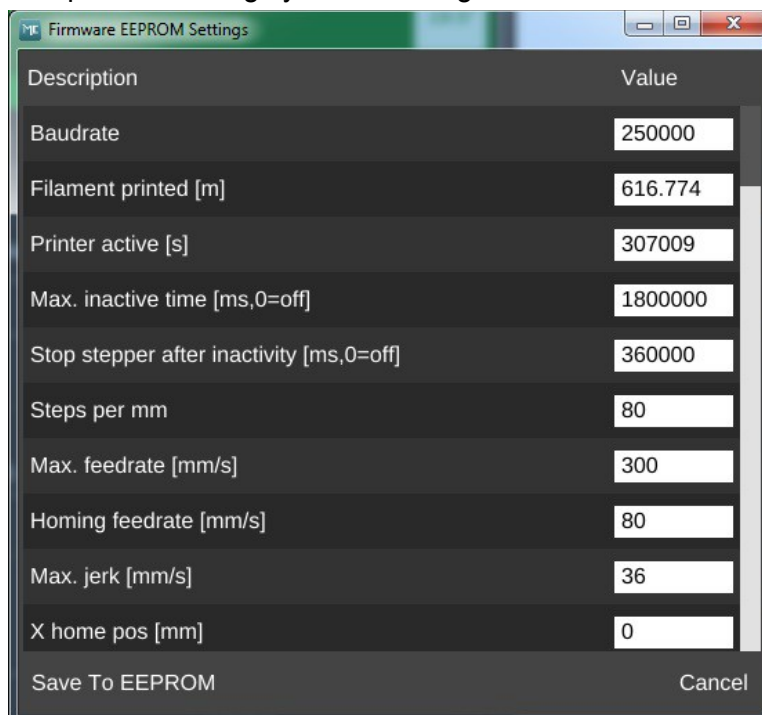 MC Firmware EEPROM Settings
Description Value
Baudrate 250000
Filament printed [m] 616.774
Printer active [s] 307009
Max. inactive time [ms,0=off] 1800000
Stop stepper after inactivity [ms,0=off] 360000
Steps per mm 80
Max. feedrate [mm/s] 300
Homing feedrate [mm/s] 80
Max. jerk [mm/s] 36
X home pos [mm] 0
Save To EEPROM Cancel